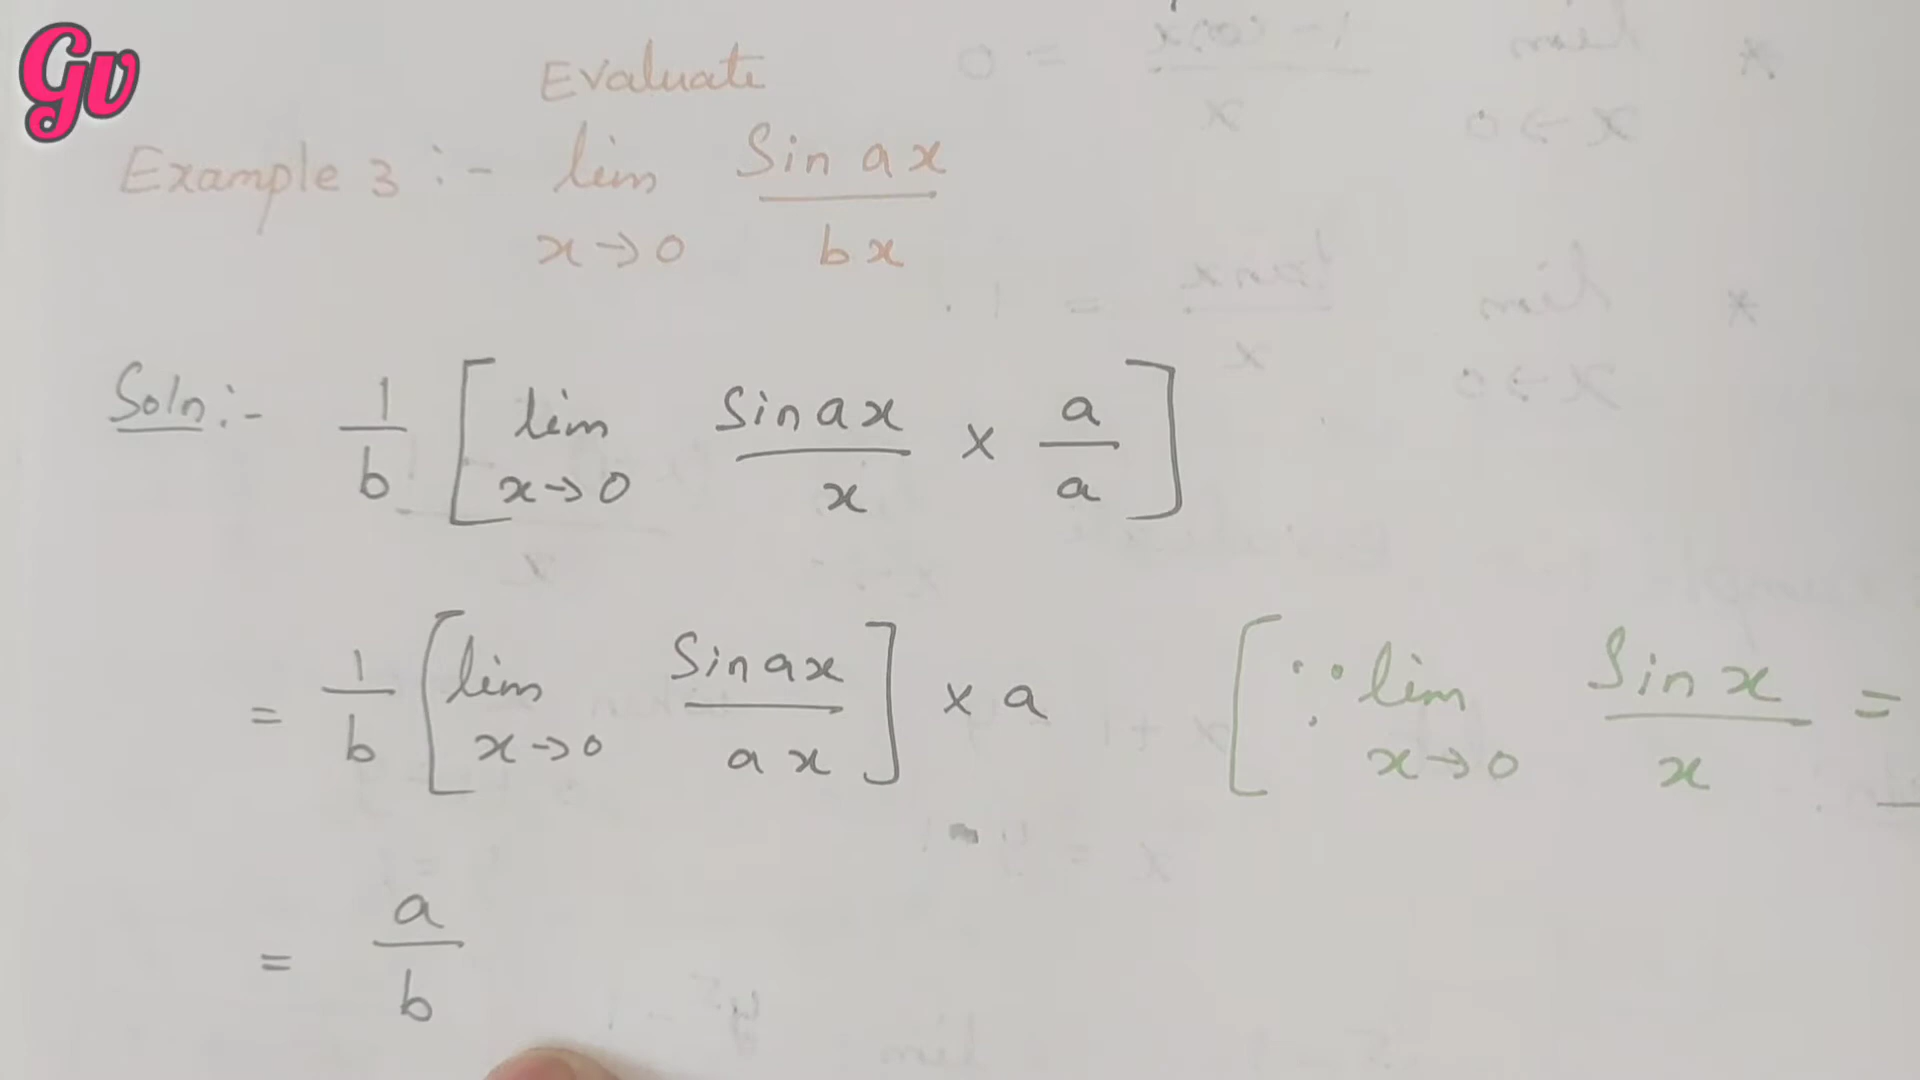 Gv
Evaluate
Example 3 :- lim x→0 Sin ax / bx
Soln :- 1/b [ lim x→0 Sin ax / x × a/a ]
= 1/b [ lim x→0 Sin ax / ax ] × a [ ∵ lim x→0 Sin x / x =
= a/b